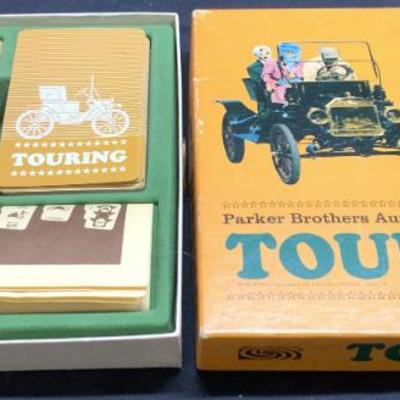 TOURING
Parker Brothers Au
TOU
TO